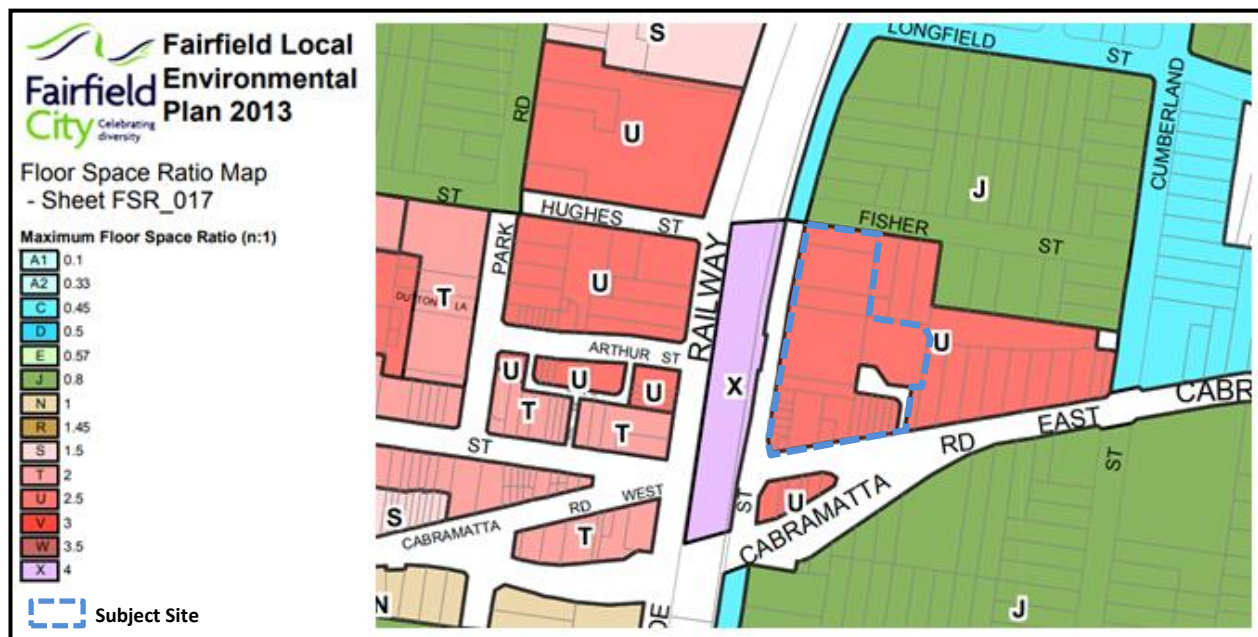 Fairfield
City
Celebrating
diversity
Fairfield Local
Environmental
Plan 2013
Floor Space Ratio Map
- Sheet FSR_017
Maximum Floor Space Ratio (n:1)
A1 0.1
A2 0.33
C 0.45
D 0.5
E 0.57
J 0.8
N 1
R 1.45
S 1.5
T 2
U 2.5
V 3
W 3.5
X 4
Subject Site
S
LONGFIELD
ST
CUMBERLAND
RD
U
J
ST
HUGHES ST
FISHER
ST
PARK
RAILWAY
U
T
DUTTON LA
ARTHUR ST
U
U
U
U
X
T
T
ST
RD
EAST
CABR
WEST
RD
ST
ST
U
S
CABRAMATTA
T
CABRAMATTA
N
DE
J